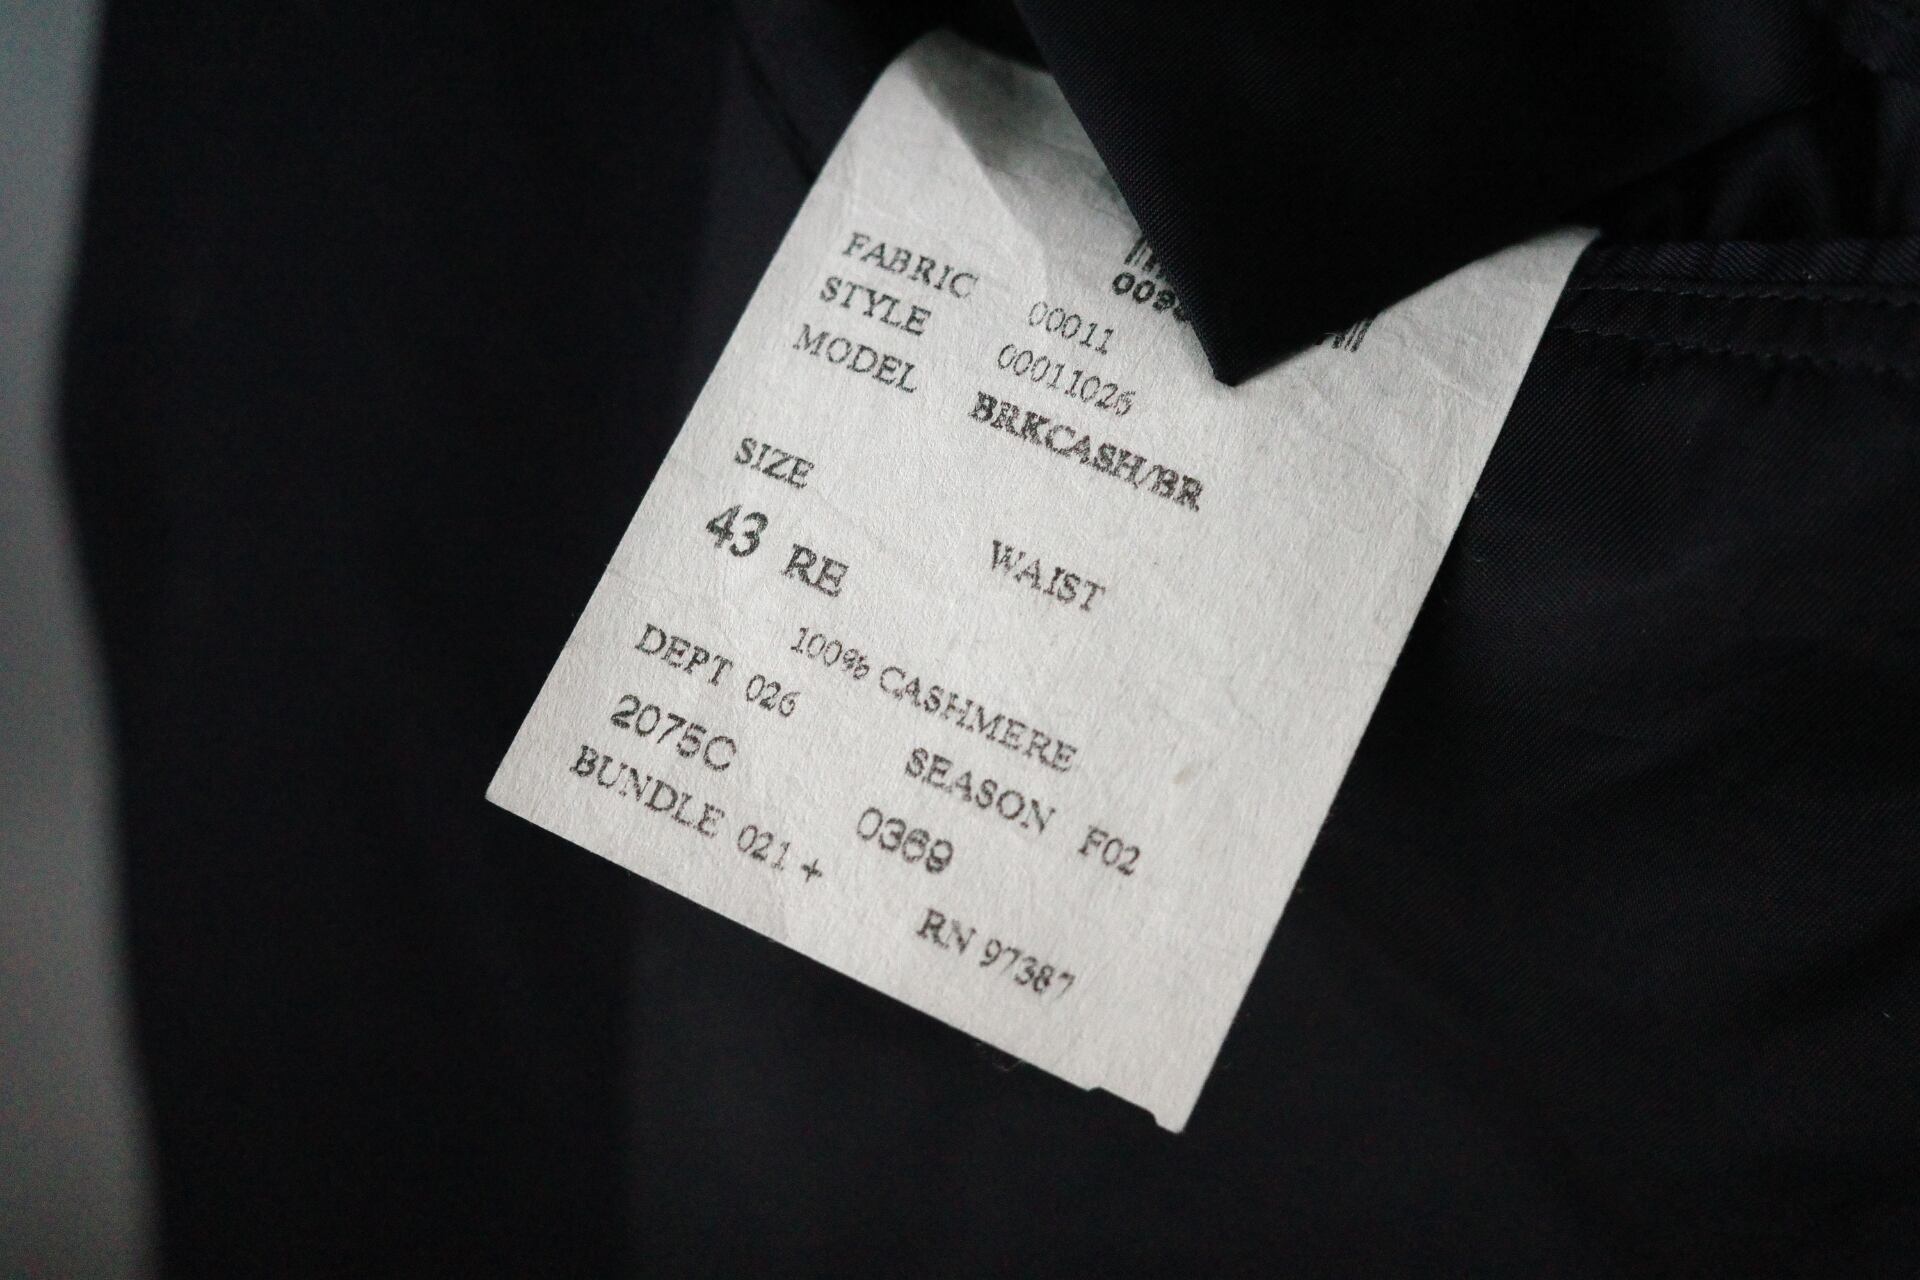 FABRIC 00011
STYLE 00011026
MODEL BRKCASH/BR
SIZE
43 RE WAIST
100% CASHMERE
DEPT 026 SEASON F02
2075C 0369
BUNDLE 021 + RN 97387